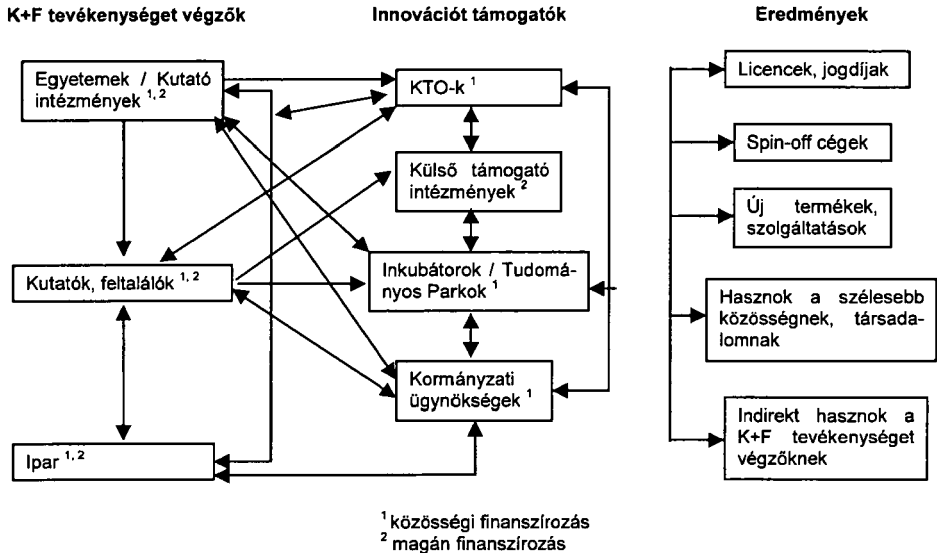 K+F tevékenységet végzők
Egyetemek / Kutató
intézmények 1, 2
Kutatók, feltalálók 1, 2
Ipar 1, 2
Innovációt támogatók
KTO-k 1
Külső támogató
intézmények 2
Inkubátorok / Tudomá-
nyos Parkok 1
Kormányzati
ügynökségek 1
Eredmények
Licencek, jogdíjak
Spin-off cégek
Új termékek,
szolgáltatások
Hasznok a szélesebb
közösségnek, társada-
lomnak
Indirekt hasznok a
K+F tevékenységet
végzőknek
1 közösségi finanszírozás
2 magán finanszírozás